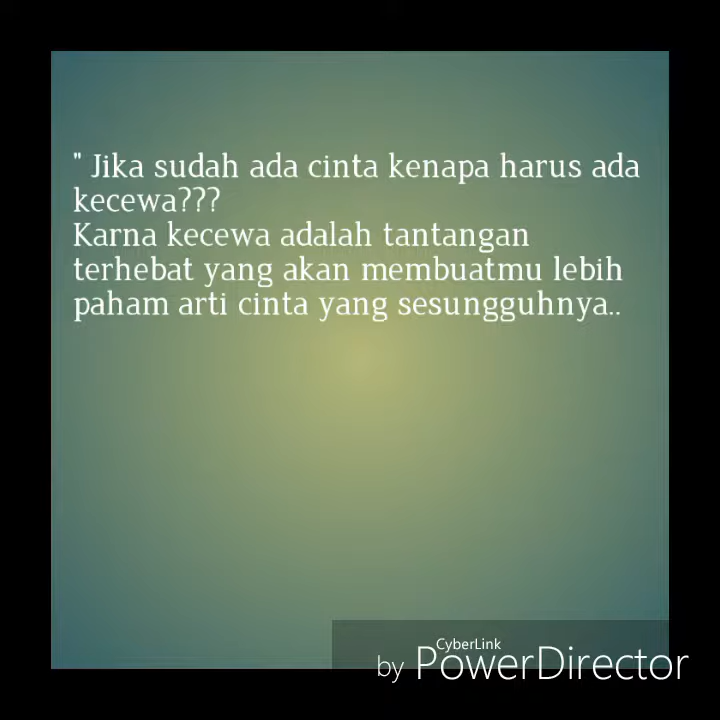 " Jika sudah ada cinta kenapa harus ada
kecewa???
Karna kecewa adalah tantangan
terhebat yang akan membuatmu lebih
paham arti cinta yang sesungguhnya..
CyberLink
by PowerDirector